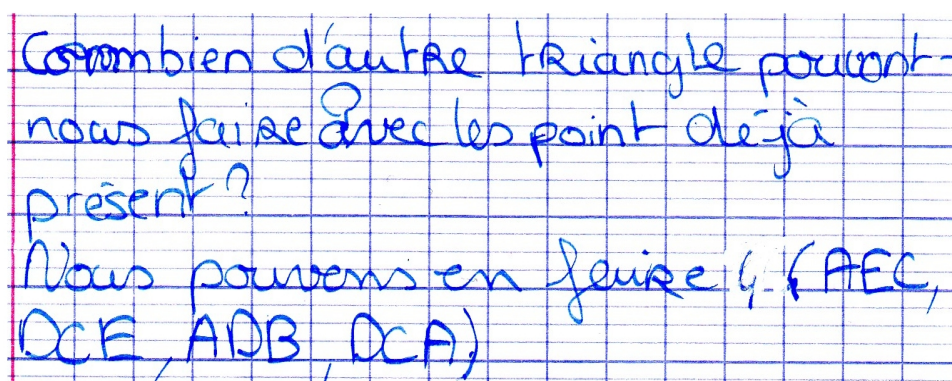 Combien d'autre triangle pouvont-
nous faire avec les point déjà
présent?
Nous pouvons en faire 4 (AEC,
DCE, ADB, DCA)